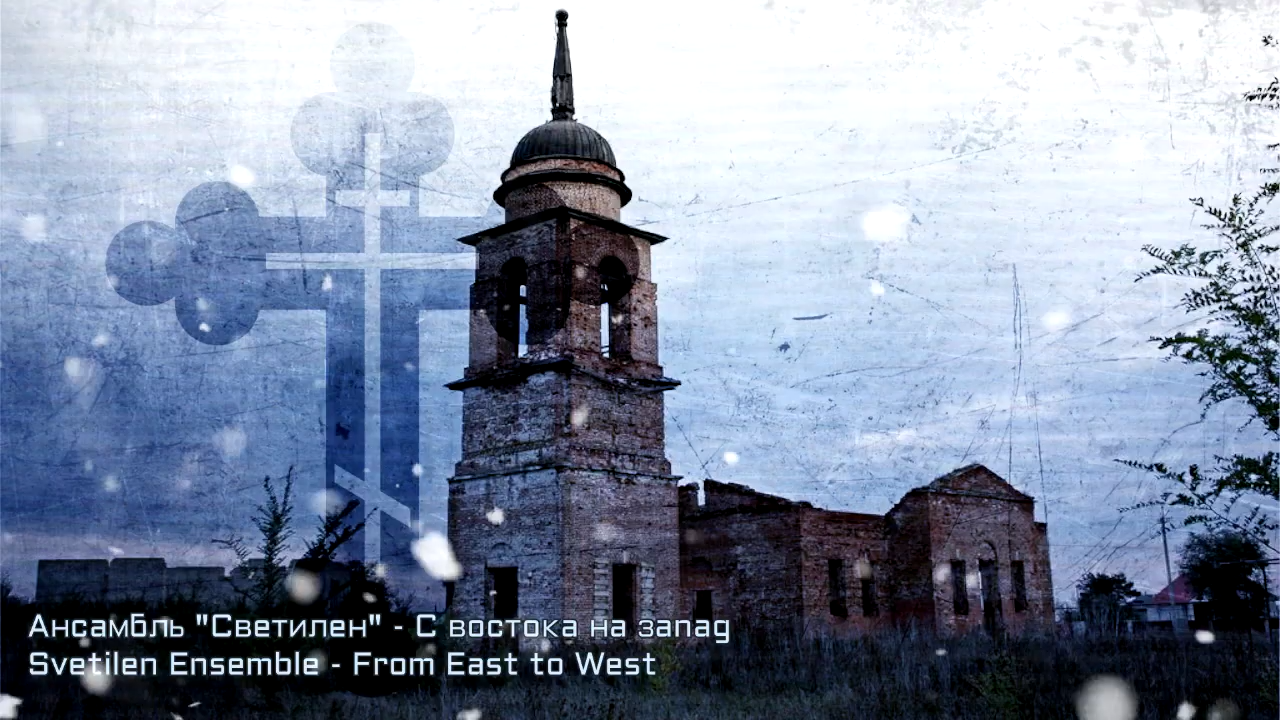 Ансамбль "Светилен" - С востока на запад
Svetilen Ensemble - From East to West